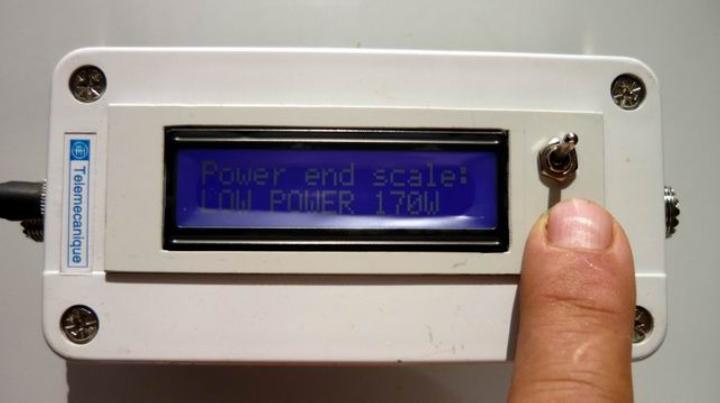 Power end scale:
LOW POWER 170W
Telemecanique